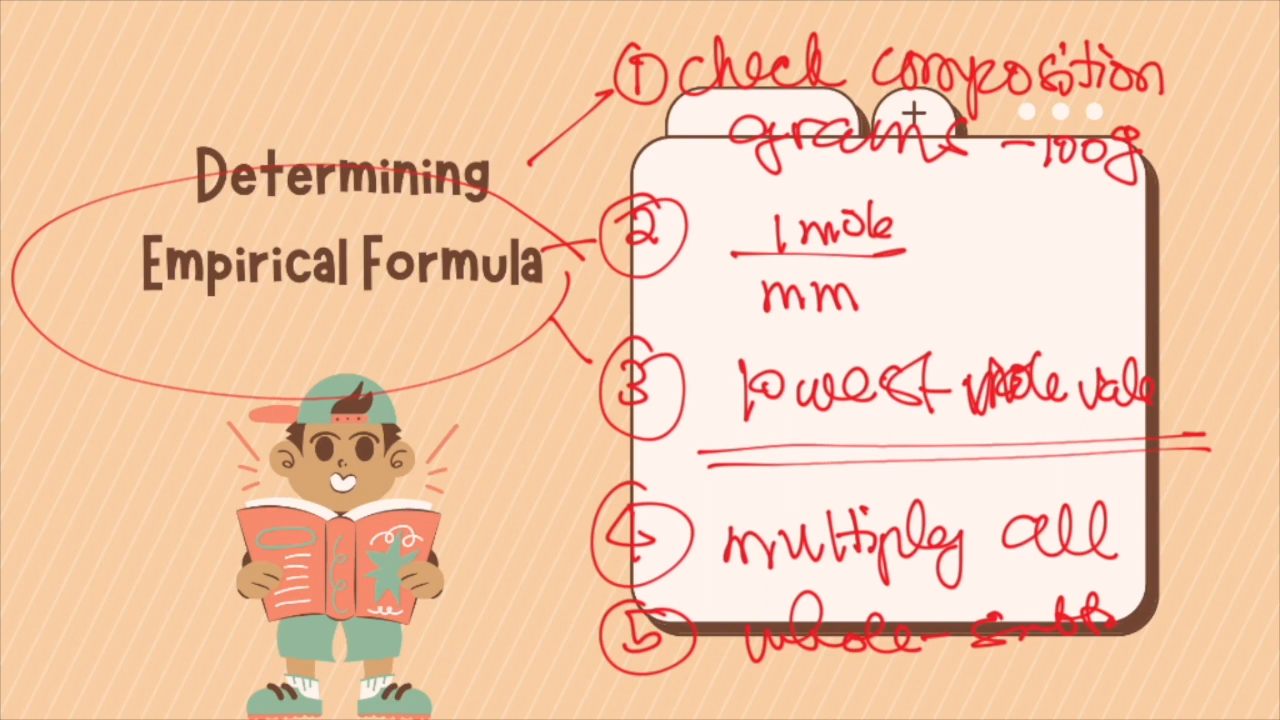 Determining
Empirical Formula
① check composition
grams - 100g
② 1 mole
mm
③ lowest mole
④ multiply all
⑤ whole -
+